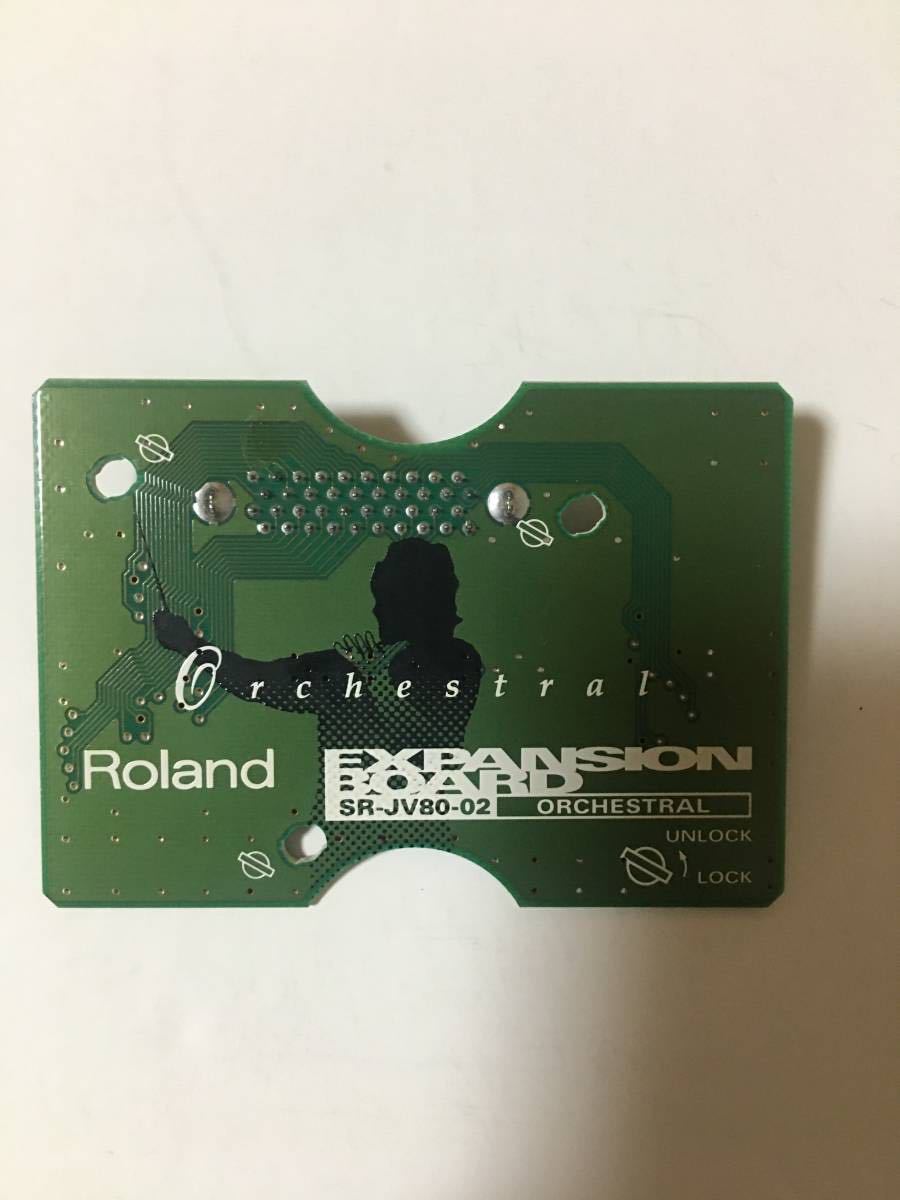 Orchestral
Roland
EXPANSION
BOARD
SR-JV80-02 ORCHESTRAL
UNLOCK
LOCK